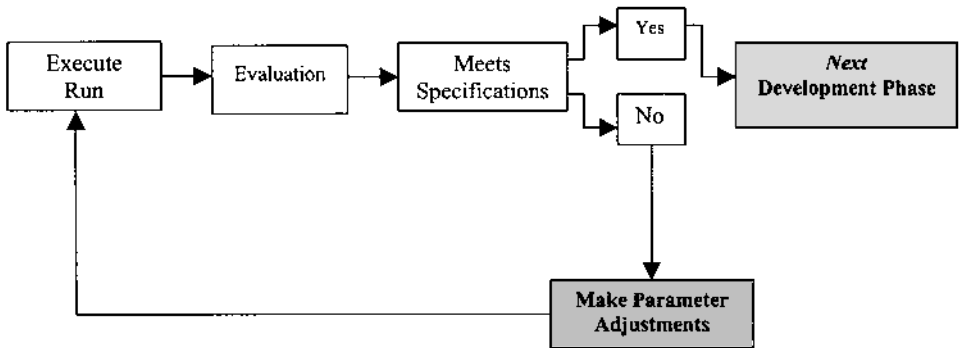 Execute
Run
Evaluation
Meets
Specifications
Yes
No
Next
Development Phase
Make Parameter
Adjustments